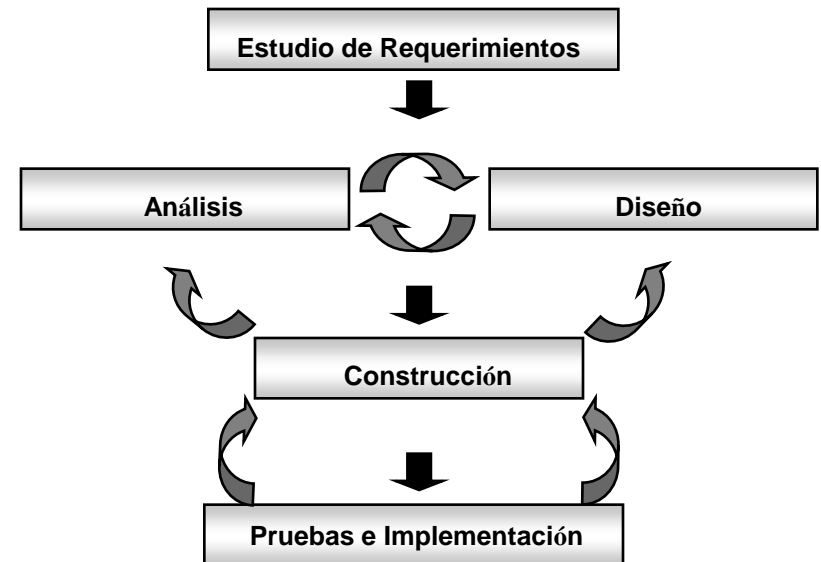 Estudio de Requerimientos
Análisis
Diseño
Construcción
Pruebas e Implementación